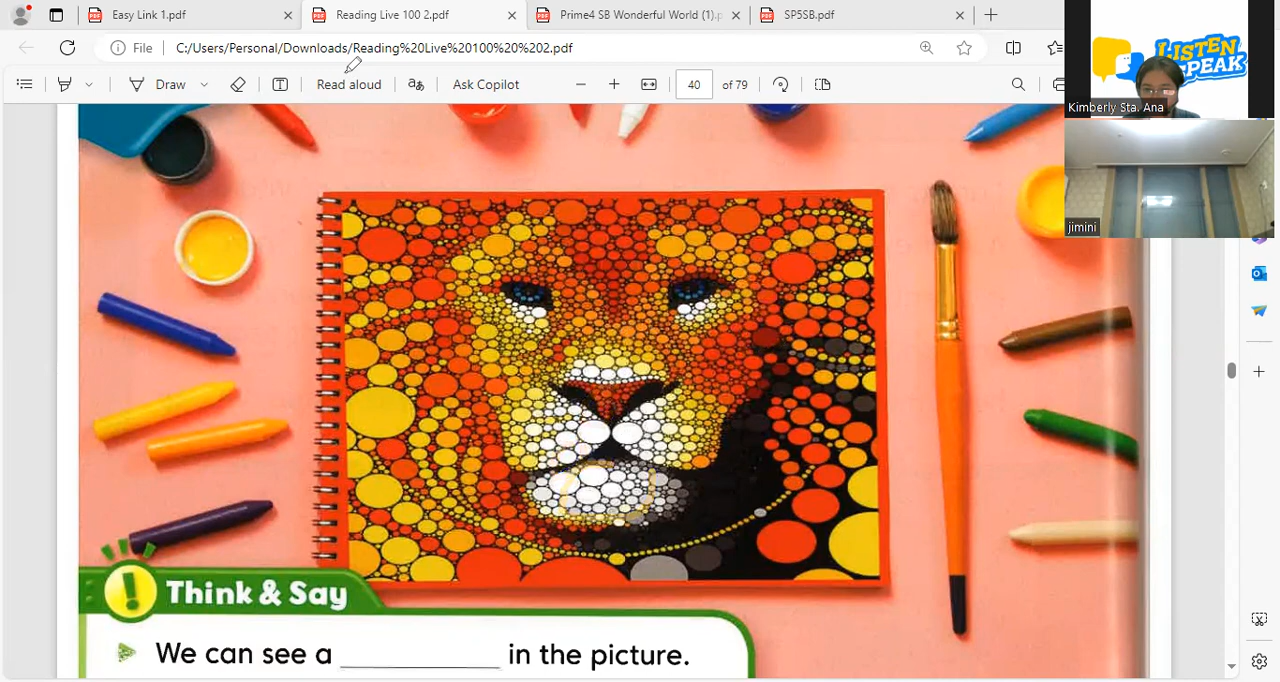 Easy Link 1.pdf
Reading Live 100 2.pdf
Prime4 SB Wonderful World (1).p
SP5SB.pdf
File
C:/Users/Personal/Downloads/Reading%20Live%20100%20%202.pdf
Draw
Read aloud
Ask Copilot
40 of 79
LISTEN
SPEAK
Kimberly Sta. Ana
jimini
Think & Say
We can see a __________ in the picture.